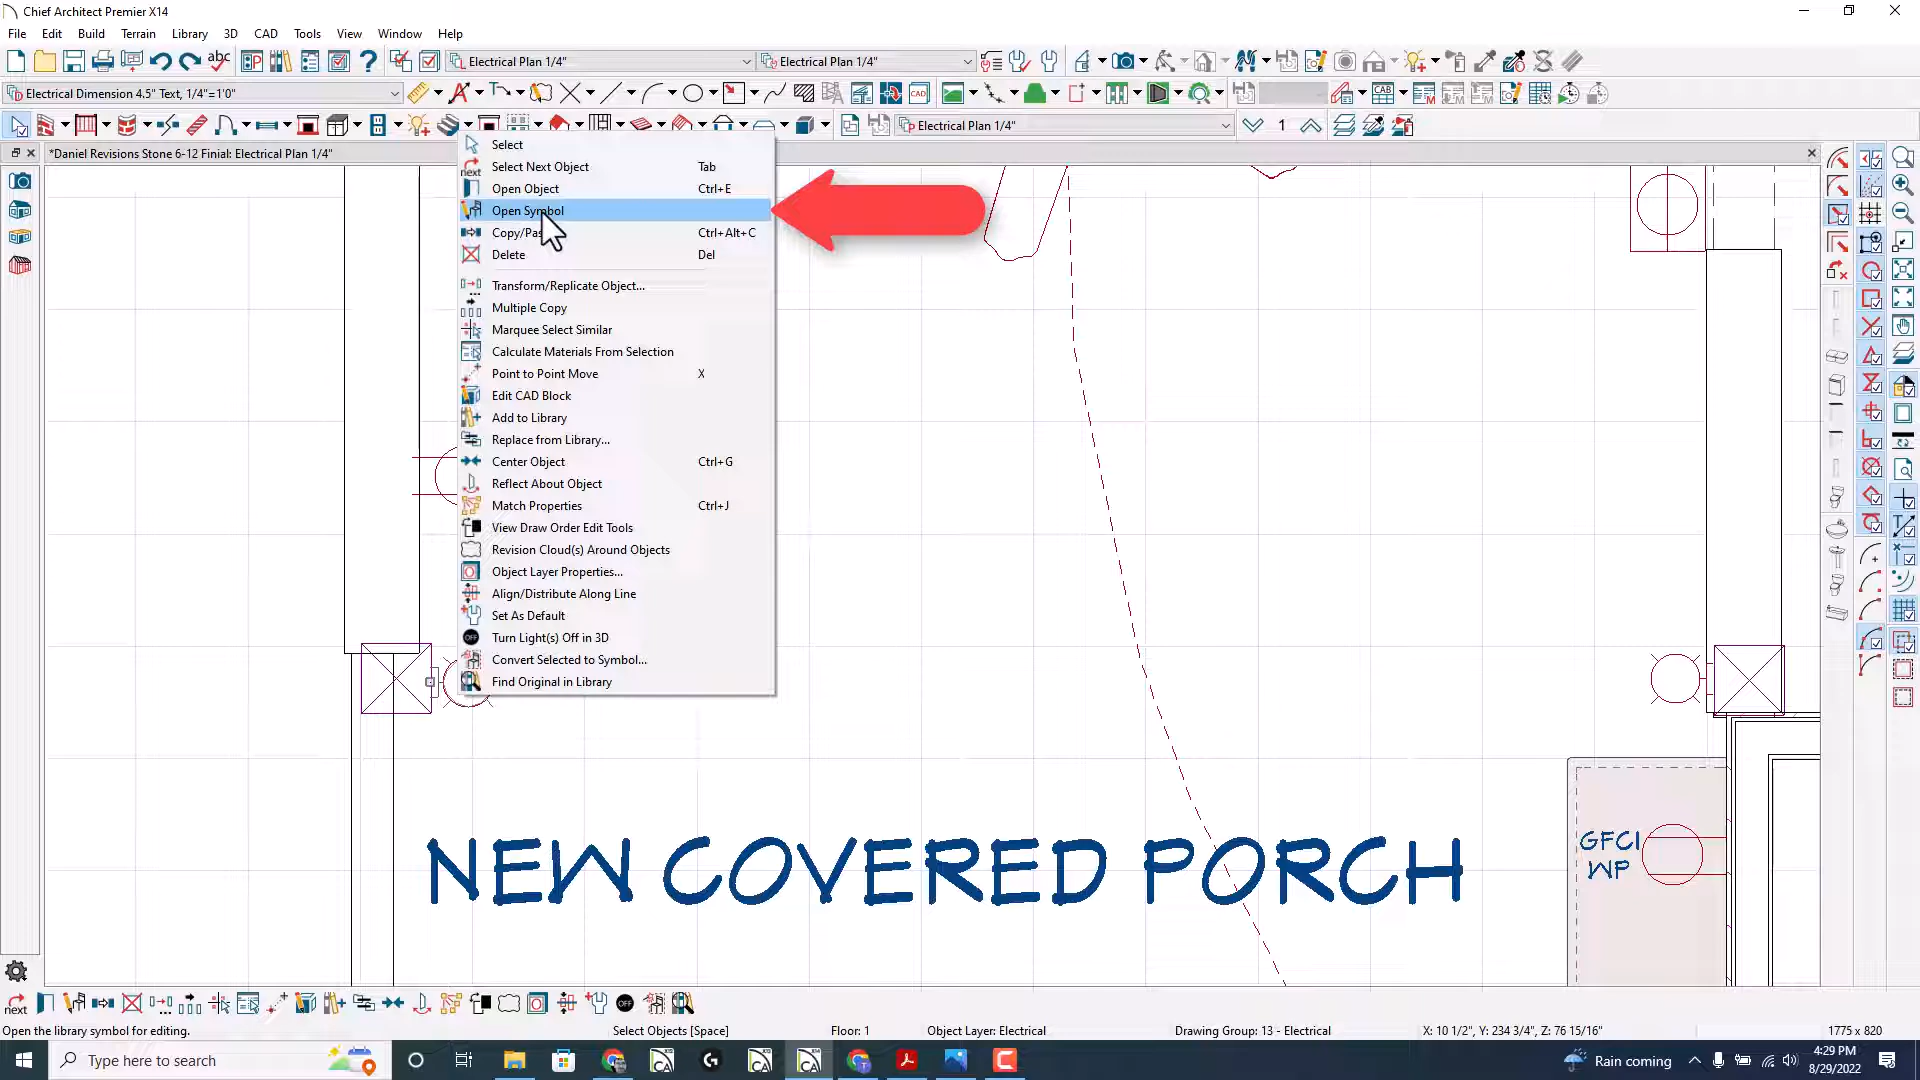 Chief Architect Premier X14
File Edit Build Terrain Library 3D CAD Tools View Window Help
Electrical Plan 1/4"
Electrical Plan 1/4"
Electrical Dimension 4.5" Text, 1/4"=1'0"
1
Electrical Plan 1/4"
*Daniel Revisions Stone 6-12 Finial: Electrical Plan 1/4"
Select
Select Next Object Tab
Open Object Ctrl+E
Open Symbol
Copy/Pas Ctrl+Alt+C
Delete Del
Transform/Replicate Object...
Multiple Copy
Marquee Select Similar
Calculate Materials From Selection
Point to Point Move X
Edit CAD Block
Add to Library
Replace from Library...
Center Object Ctrl+G
Reflect About Object
Match Properties Ctrl+J
View Draw Order Edit Tools
Revision Cloud(s) Around Objects
Object Layer Properties...
Align/Distribute Along Line
Set As Default
Turn Light(s) Off in 3D
Convert Selected to Symbol...
Find Original in Library
GFCI
WP
NEW COVERED PORCH
next
Open the library symbol for editing. Select Objects [Space] Floor: 1 Object Layer: Electrical Drawing Group: 13 - Electrical X: 10 1/2", Y: 234 3/4", Z: 76 15/16" 1775 x 820
Type here to search
Rain coming
4:29 PM
8/29/2022